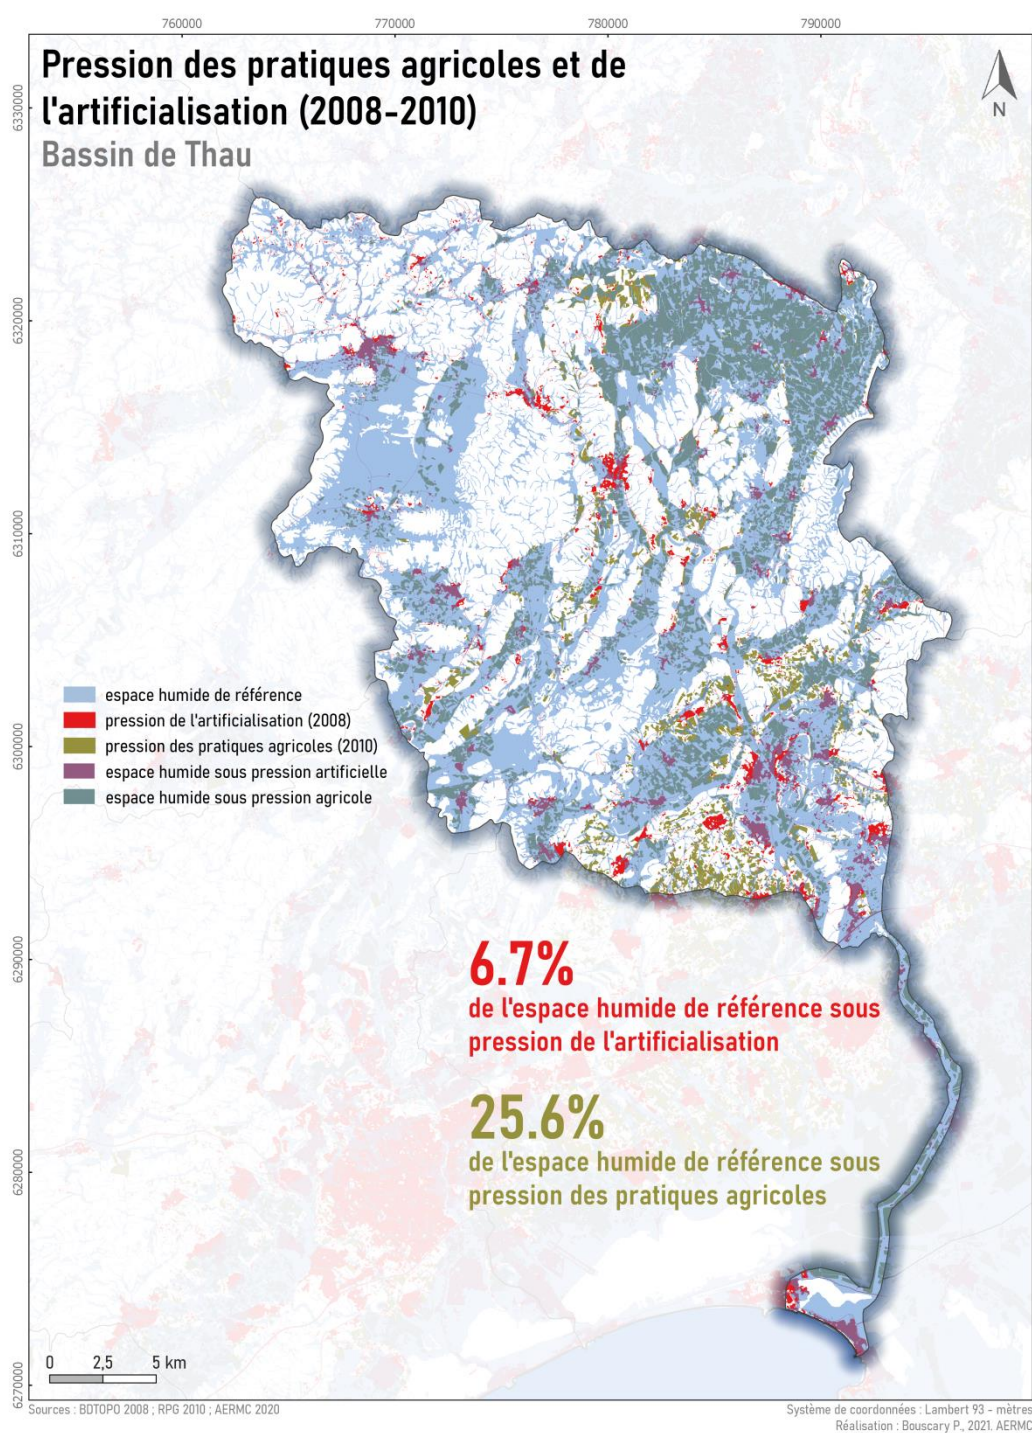 760000
770000
780000
790000
Pression des pratiques agricoles et de
l'artificialisation (2008-2010)
Bassin de Thau
N
6330000
6320000
6310000
6300000
6290000
6280000
6270000
espace humide de référence
pression de l'artificialisation (2008)
pression des pratiques agricoles (2010)
espace humide sous pression artificielle
espace humide sous pression agricole
6.7%
de l'espace humide de référence sous
pression de l'artificialisation
25.6%
de l'espace humide de référence sous
pression des pratiques agricoles
0 2,5 5 km
Sources : BDTOPO 2008 ; RPG 2010 ; AERMC 2020
Système de coordonnées : Lambert 93 - mètres
Réalisation : Bouscary P., 2021. AERMC